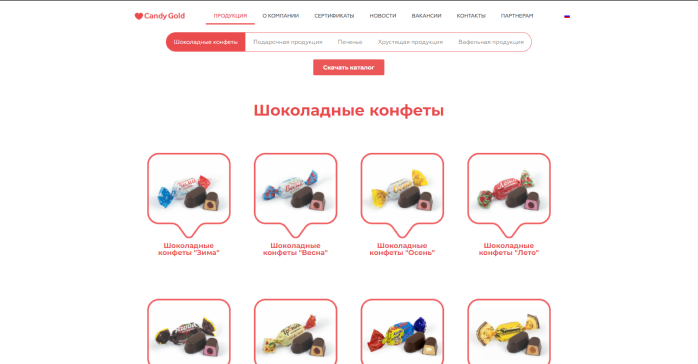 Candy Gold
ПРОДУКЦИЯ О КОМПАНИИ СЕРТИФИКАТЫ НОВОСТИ ВАКАНСИИ КОНТАКТЫ ПАРТНЕРАМ
Шоколадные конфеты Подарочная продукция Печенье Хрустящая продукция Вафельная продукция
Скачать каталог
Шоколадные конфеты
Шоколадные
конфеты "Зима"
Шоколадные
конфеты "Весна"
Шоколадные
конфеты "Осень"
Шоколадные
конфеты "Лето"